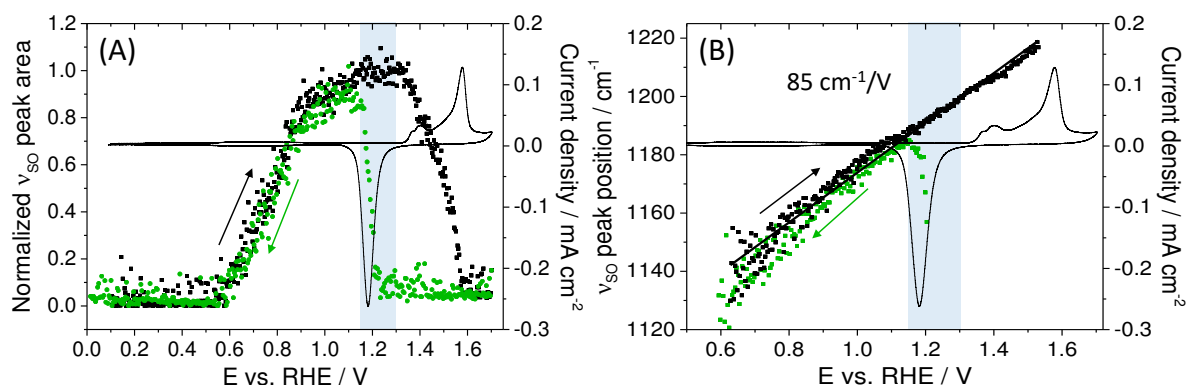 (A)
Normalized νSO peak area
1.0
0.8
0.6
0.4
0.2
0.0
0.2
0.1
0.0
-0.1
-0.2
-0.3
Current density / mA cm-2
0.0 0.2 0.4 0.6 0.8 1.0 1.2 1.4 1.6
E vs. RHE / V
(B)
85 cm-1/V
νSO peak position / cm-1
1220
1200
1180
1160
1140
1120
0.2
0.1
0.0
-0.1
-0.2
-0.3
Current density / mA cm-2
0.6 0.8 1.0 1.2 1.4 1.6
E vs. RHE / V